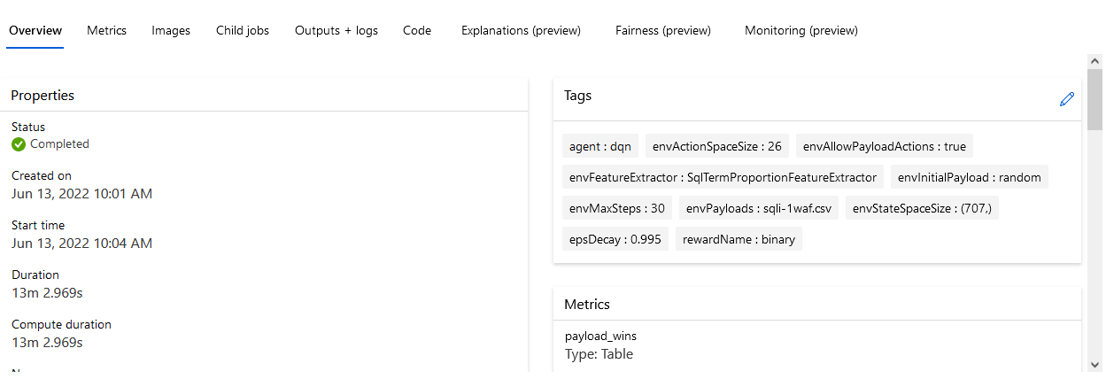 Overview Metrics Images Child jobs Outputs + logs Code Explanations (preview) Fairness (preview) Monitoring (preview)
Properties
Status
Completed
Created on
Jun 13, 2022 10:01 AM
Start time
Jun 13, 2022 10:04 AM
Duration
13m 2.969s
Compute duration
13m 2.969s
Tags
agent : dqn envActionSpaceSize : 26 envAllowPayloadActions : true
envFeatureExtractor : SqlTermProportionFeatureExtractor envInitialPayload : random
envMaxSteps : 30 envPayloads : sqli-1waf.csv envStateSpaceSize : (707,)
epsDecay : 0.995 rewardName : binary
Metrics
payload_wins
Type: Table